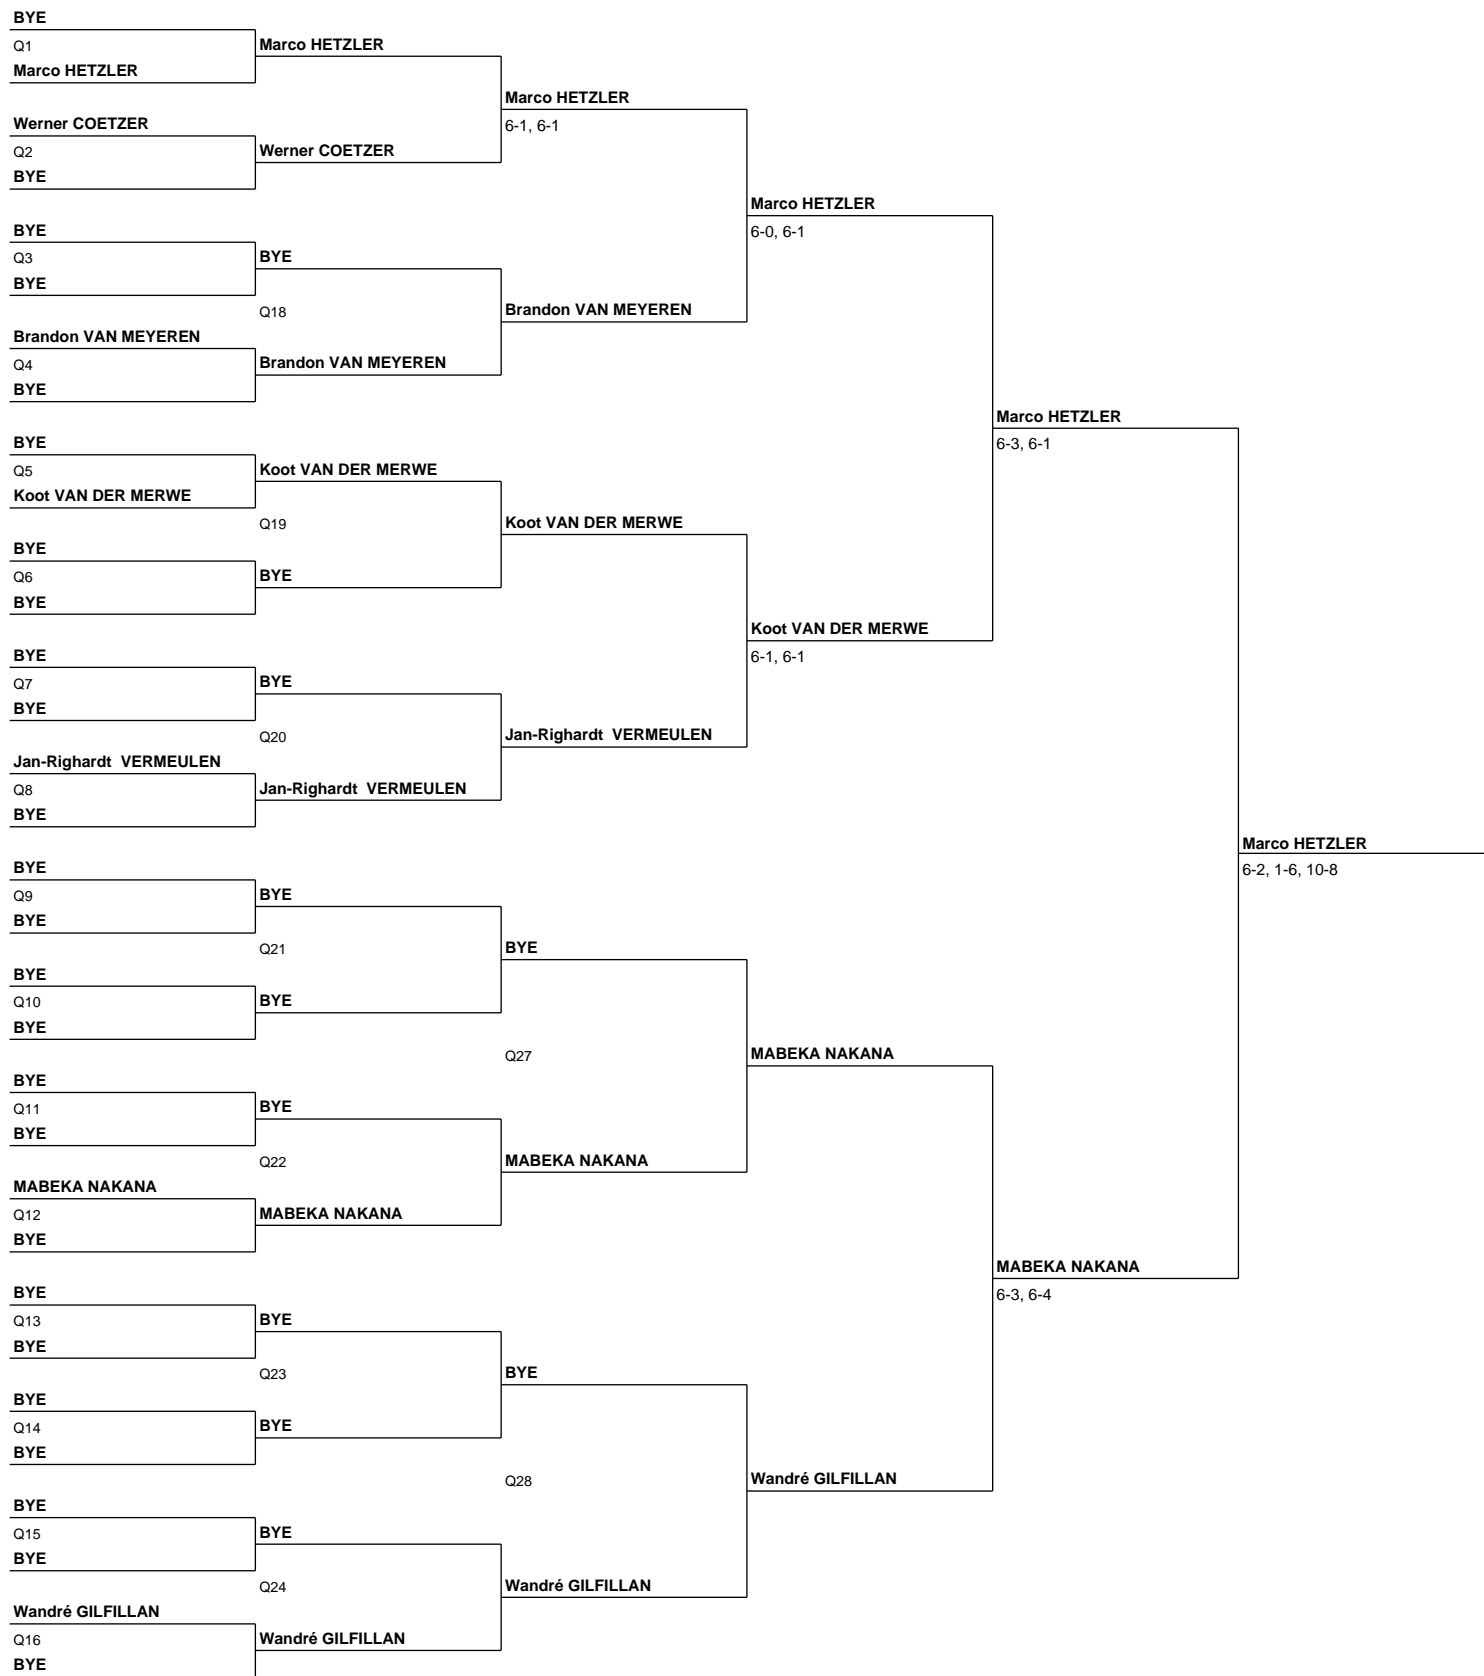 BYE
Q1
Marco HETZLER
Werner COETZER
Q2
BYE
BYE
Q3
BYE
Brandon VAN MEYEREN
Q4
BYE
BYE
Q5
Koot VAN DER MERWE
BYE
Q6
BYE
BYE
Q7
BYE
Jan-Righardt  VERMEULEN
Q8
BYE
BYE
Q9
BYE
BYE
Q10
BYE
BYE
Q11
BYE
MABEKA NAKANA
Q12
BYE
BYE
Q13
BYE
BYE
Q14
BYE
BYE
Q15
BYE
Wandré GILFILLAN
Q16
BYE
Marco HETZLER
Werner COETZER
BYE
Q18
Brandon VAN MEYEREN
Koot VAN DER MERWE
Q19
BYE
BYE
Q20
Jan-Righardt  VERMEULEN
BYE
Q21
BYE
BYE
Q22
MABEKA NAKANA
BYE
Q23
BYE
BYE
Q24
Wandré GILFILLAN
Marco HETZLER
6-1, 6-1
Brandon VAN MEYEREN
Koot VAN DER MERWE
Jan-Righardt  VERMEULEN
BYE
Q27
MABEKA NAKANA
BYE
Q28
Wandré GILFILLAN
Marco HETZLER
6-0, 6-1
Koot VAN DER MERWE
6-1, 6-1
MABEKA NAKANA
Wandré GILFILLAN
Marco HETZLER
6-3, 6-1
MABEKA NAKANA
6-3, 6-4
Marco HETZLER
6-2, 1-6, 10-8